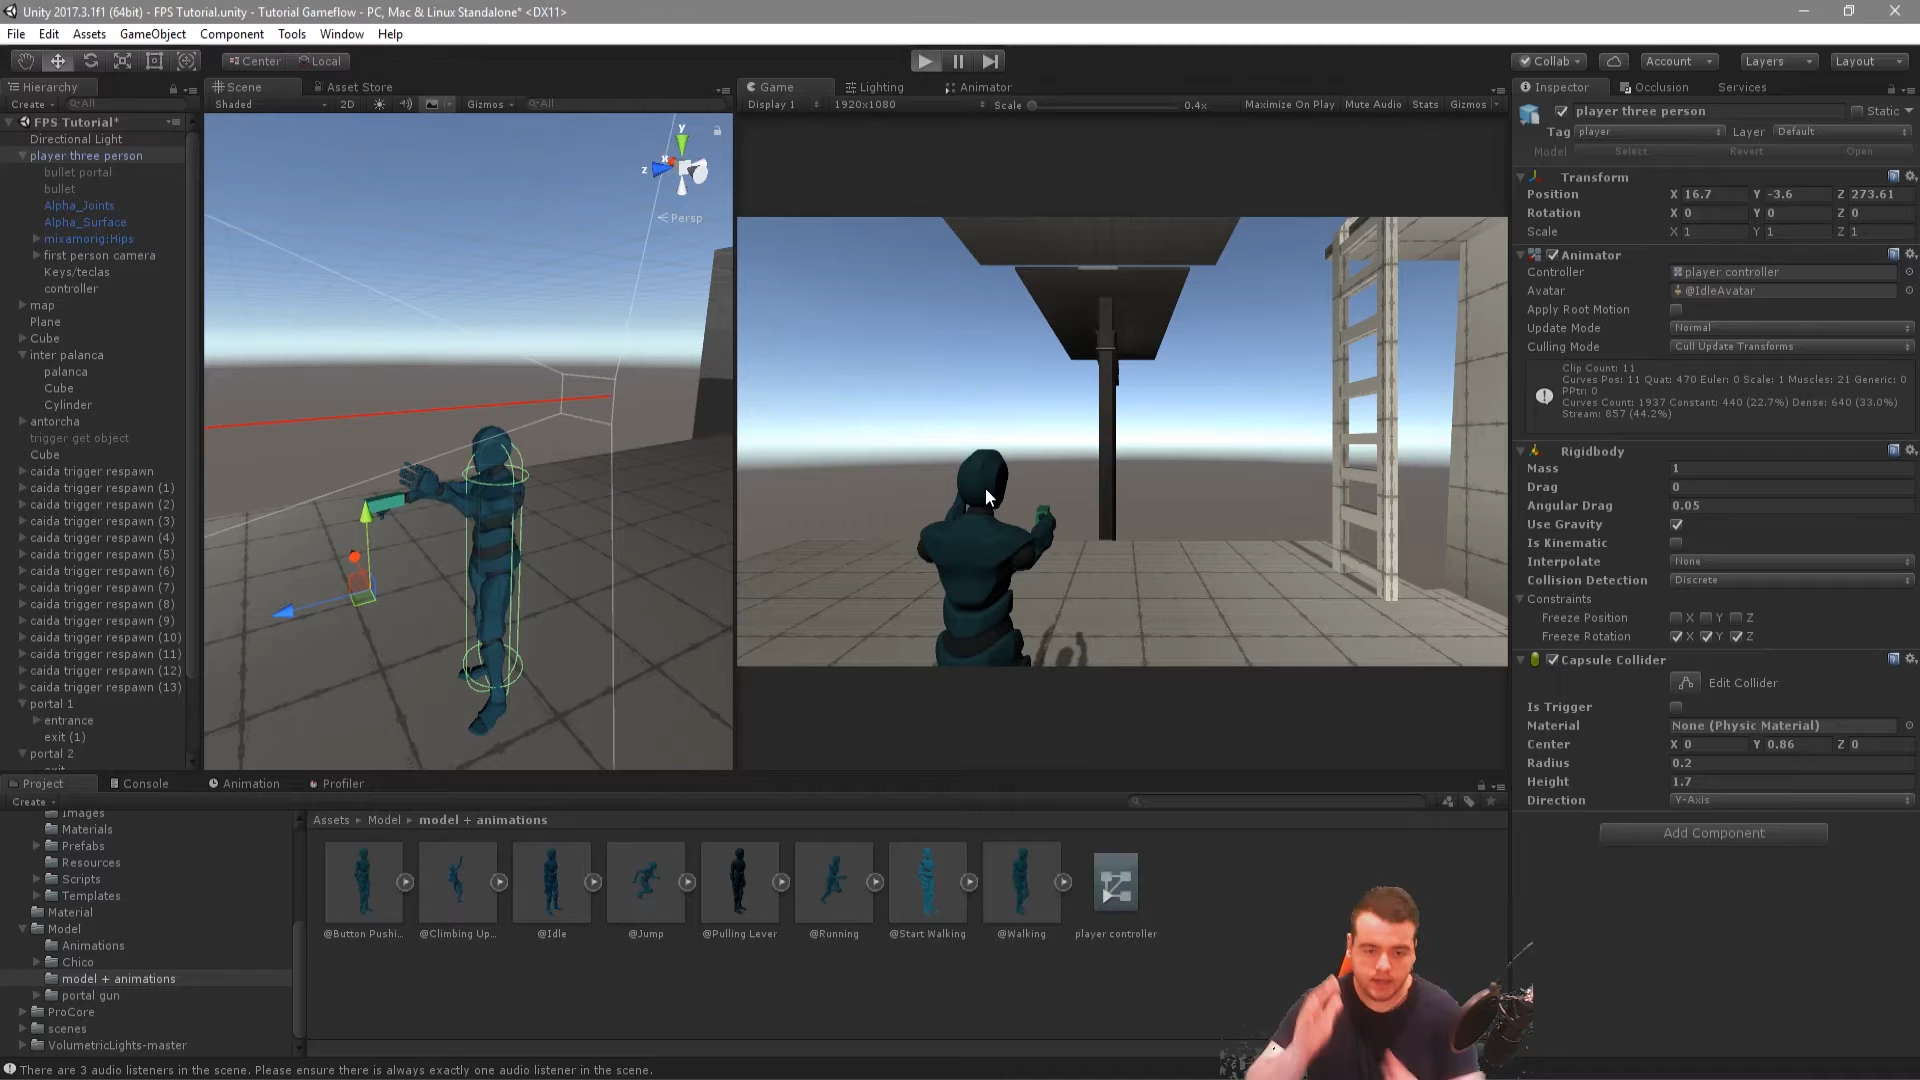 Unity 2017.3.1f1 (64bit) - FPS Tutorial.unity - Tutorial Gameflow - PC, Mac & Linux Standalone* <DX11>
File Edit Assets GameObject Component Tools Window Help
Center Local Collab Account Layers Layout
Hierarchy
Create All
FPS Tutorial*
Directional Light
player three person
bullet portal
bullet
Alpha_Joints
Alpha_Surface
mixamorig:Hips
first person camera
Keys/teclas
controller
map
Plane
Cube
inter palanca
palanca
Cube
Cylinder
antorcha
trigger get object
Cube
caida trigger respawn
caida trigger respawn (1)
caida trigger respawn (2)
caida trigger respawn (3)
caida trigger respawn (4)
caida trigger respawn (5)
caida trigger respawn (6)
caida trigger respawn (7)
caida trigger respawn (8)
caida trigger respawn (9)
caida trigger respawn (10)
caida trigger respawn (11)
caida trigger respawn (12)
caida trigger respawn (13)
portal 1
entrance
exit (1)
portal 2
Scene Asset Store
Shaded 2D Gizmos All
y
x
z
Persp
Game Lighting Animator
Display 1 1920x1080 Scale 0.4x Maximize On Play Mute Audio Stats Gizmos
Inspector Occlusion Services
player three person Static
Tag player Layer Default
Model Select Revert Open
Transform
Position X 16.7 Y -3.6 Z 273.61
Rotation X 0 Y 0 Z 0
Scale X 1 Y 1 Z 1
Animator
Controller player controller
Avatar @IdleAvatar
Apply Root Motion
Update Mode Normal
Culling Mode Cull Update Transforms
Clip Count: 11
Curves Pos: 11 Quat: 470 Euler: 0 Scale: 1 Muscles: 21 Generic: 0
PPtr: 0
Curves Count: 1937 Constant: 440 (22.7%) Dense: 640 (33.0%)
Stream: 857 (44.2%)
Rigidbody
Mass 1
Drag 0
Angular Drag 0.05
Use Gravity
Is Kinematic
Interpolate None
Collision Detection Discrete
Constraints
Freeze Position X Y Z
Freeze Rotation X Y Z
Capsule Collider
Edit Collider
Is Trigger
Material None (Physic Material)
Center X 0 Y 0.86 Z 0
Radius 0.2
Height 1.7
Direction Y-Axis
Add Component
Project Console Animation Profiler
Create
Images
Materials
Prefabs
Resources
Scripts
Templates
Material
Model
Animations
Chico
model + animations
portal gun
ProCore
scenes
VolumetricLights-master
Assets Model model + animations
@Button Pushi... @Climbing Up... @Idle @Jump @Pulling Lever @Running @Start Walking @Walking player controller
There are 3 audio listeners in the scene. Please ensure there is always exactly one audio listener in the scene.